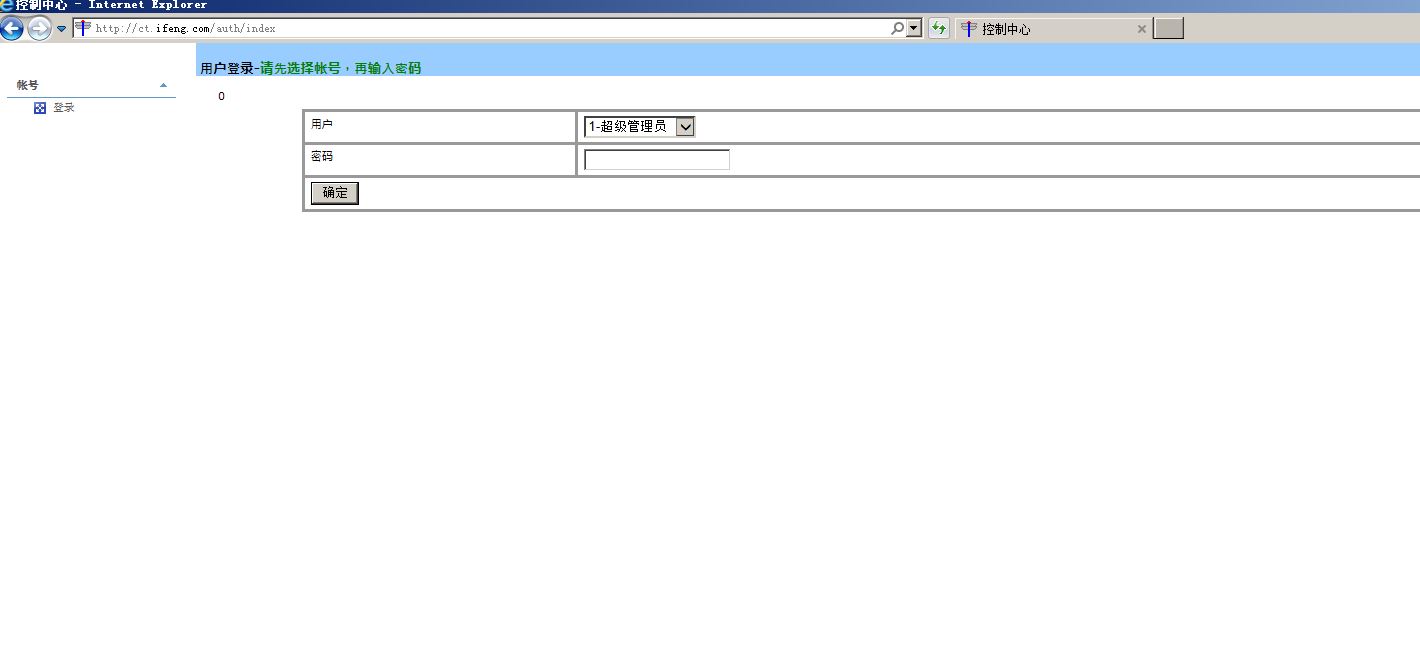 控制中心 - Internet Explorer
http://ct.ifeng.com/auth/index
控制中心
用户登录-请先选择帐号，再输入密码
帐号
登录
0
用户
1-超级管理员
密码
确定